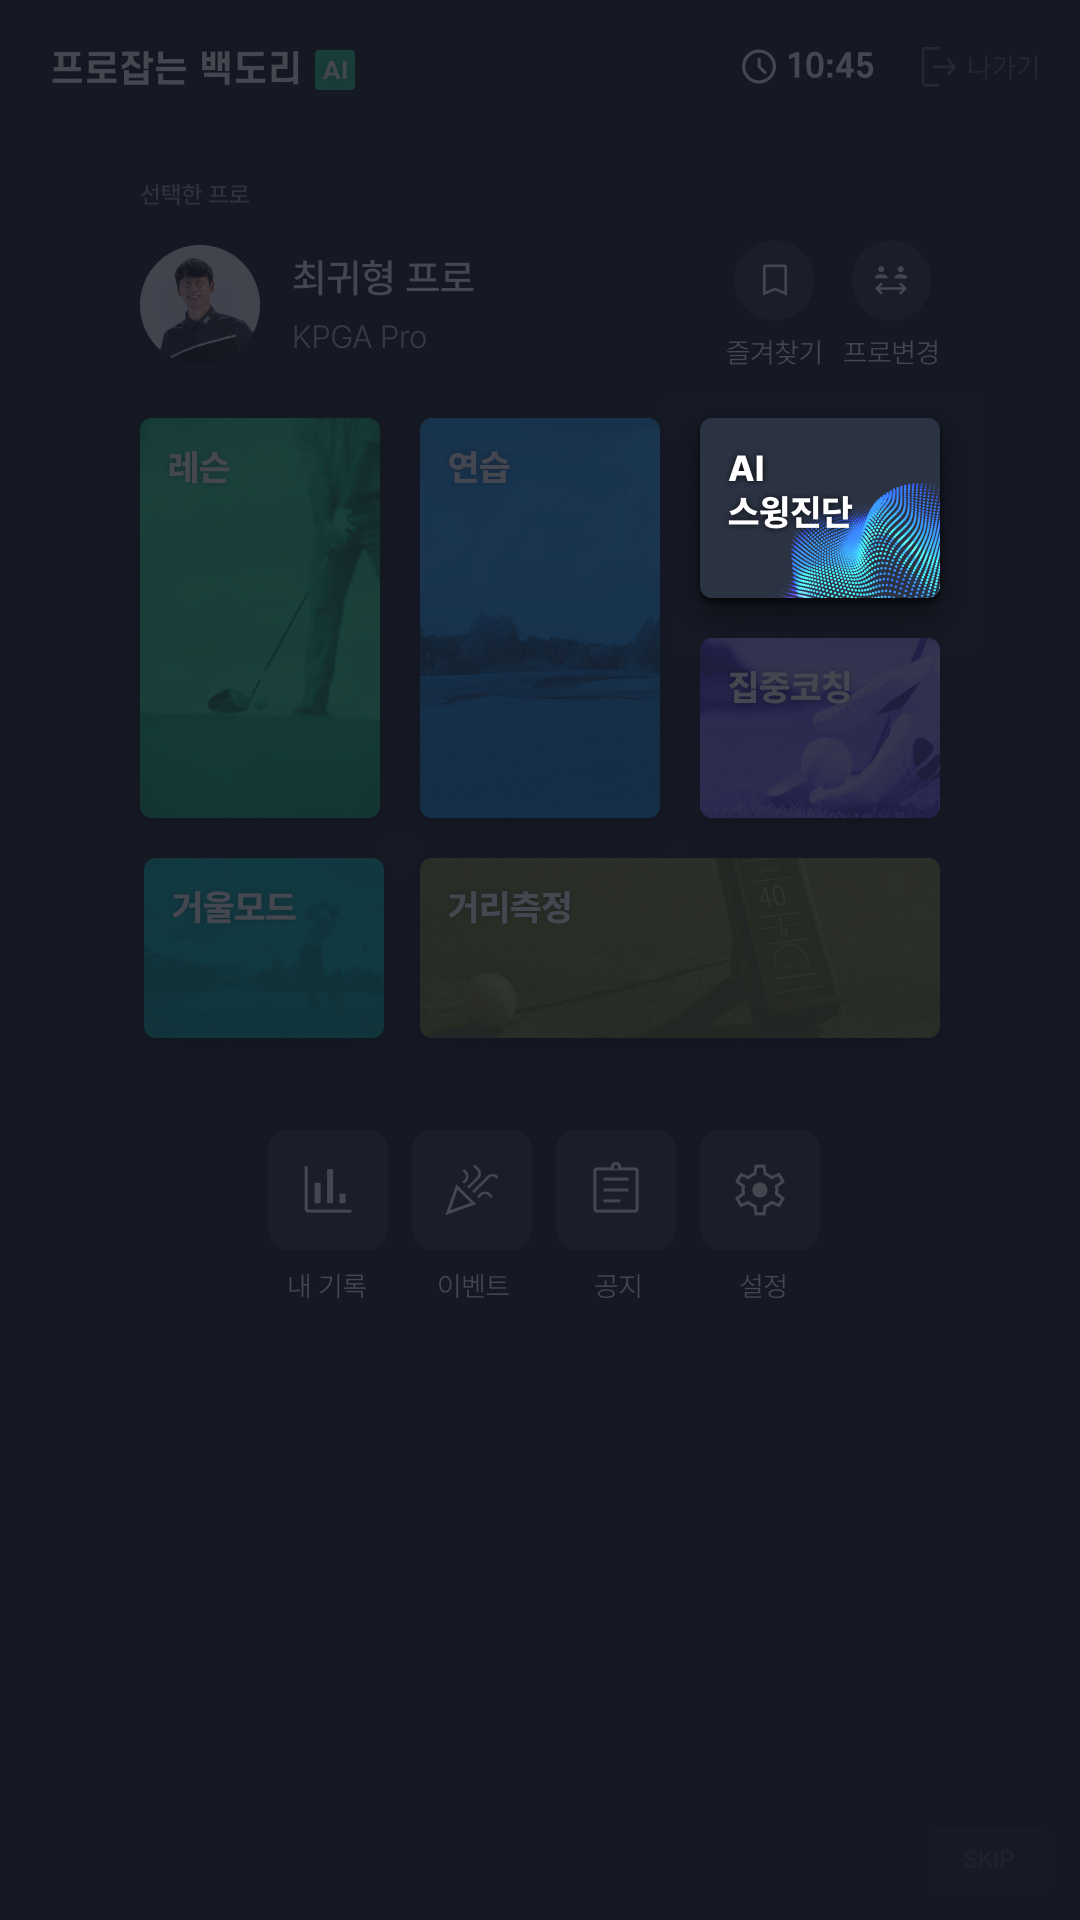 프로잡는 백도리 AI
10:45
나가기
선택한 프로
최귀형 프로
KPGA Pro
즐겨찾기
프로변경
레슨
연습
AI
스윙진단
집중코칭
거울모드
거리측정
40
내 기록
이벤트
공지
설정
SKIP